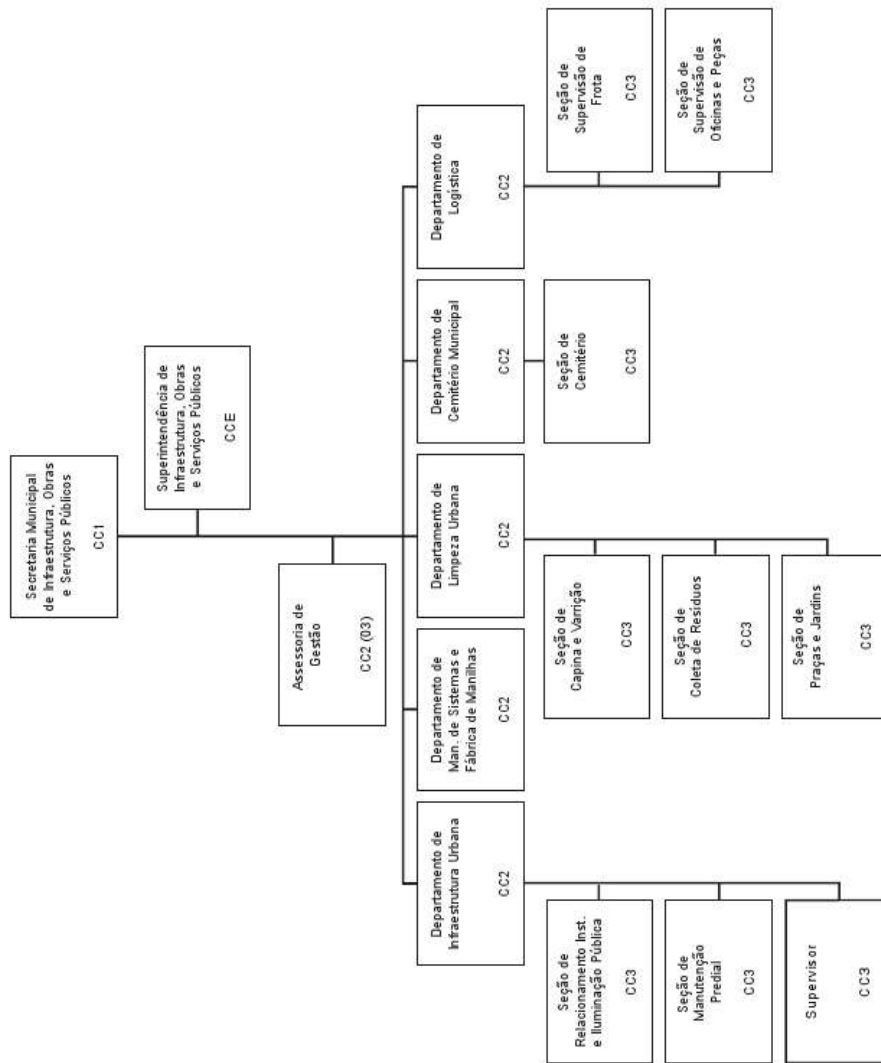 Secretaria Municipal
de Infraestrutura, Obras
e Serviços Públicos
CC1
Superintendência de
Infraestrutura, Obras
e Serviços Públicos
CCE
Assessoria de
Gestão
CC2 (03)
Departamento de
Infraestrutura Urbana
CC2
Departamento de
Man. de Sistemas e
Fábrica de Manilhas
CC2
Departamento de
Limpeza Urbana
CC2
Departamento de
Cemitério Municipal
CC2
Departamento de
Logística
CC2
Seção de
Relacionamento Inst.
e Iluminação Pública
CC3
Seção de
Manutenção
Predial
CC3
Supervisor
CC3
Seção de
Capina e Varrição
CC3
Seção de
Coleta de Resíduos
CC3
Seção de
Praças e Jardins
CC3
Seção de
Cemitério
CC3
Seção de
Supervisão de
Frota
CC3
Seção de
Supervisão de
Oficinas e Peças
CC3